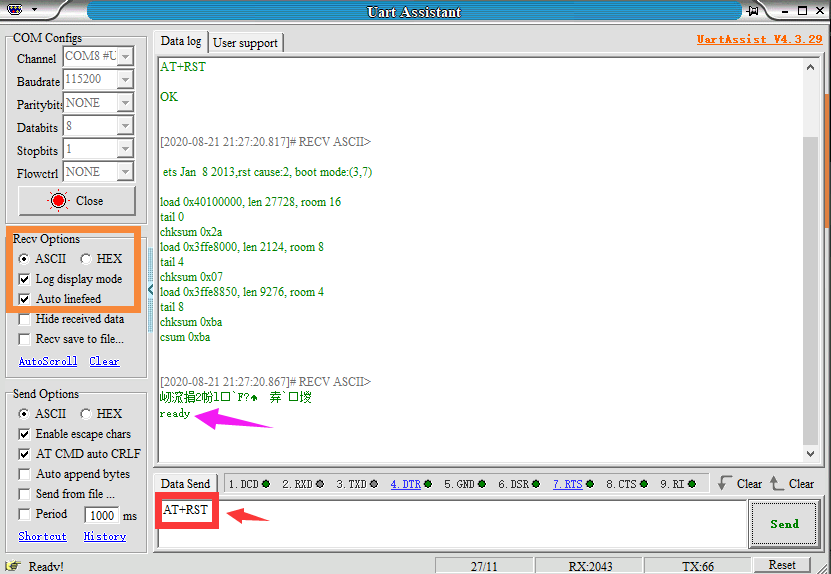 Uart Assistant
COM Configs
Channel COM8 #U
Baudrate 115200
Paritybits NONE
Databits 8
Stopbits 1
Flowctrl NONE
Close
Recv Options
ASCII HEX
Log display mode
Auto linefeed
Hide received data
Recv save to file...
AutoScroll Clear
Send Options
ASCII HEX
Enable escape chars
AT CMD auto CRLF
Auto append bytes
Send from file ...
Period 1000 ms
Shortcut History
Data log User support UartAssist V4.3.29
AT+RST
OK
[2020-08-21 21:27:20.817]# RECV ASCII>
ets Jan 8 2013,rst cause:2, boot mode:(3,7)
load 0x40100000, len 27728, room 16
tail 0
chksum 0x2a
load 0x3ffe8000, len 2124, room 8
tail 4
chksum 0x07
load 0x3ffe8850, len 9276, room 4
tail 8
chksum 0xba
csum 0xba
[2020-08-21 21:27:20.867]# RECV ASCII>
ready
Data Send 1. DCD 2. RXD 3. TXD 4. DTR 5. GND 6. DSR 7. RTS 8. CTS 9. RI Clear Clear
AT+RST
Send
Ready! 27/11 RX:2043 TX:66 Reset